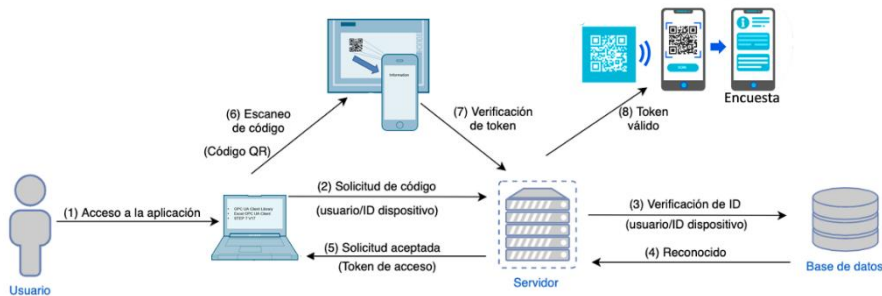 (6) Escaneo
de código
(Código QR)
Information
(7) Verificación
de token
(8) Token
válido
Encuesta
(1) Acceso a la aplicación
(2) Solicitud de código
(usuario/ID dispositivo)
(5) Solicitud aceptada
(Token de acceso)
(3) Verificación de ID
(usuario/ID dispositivo)
(4) Reconocido
Usuario
Servidor
Base de datos